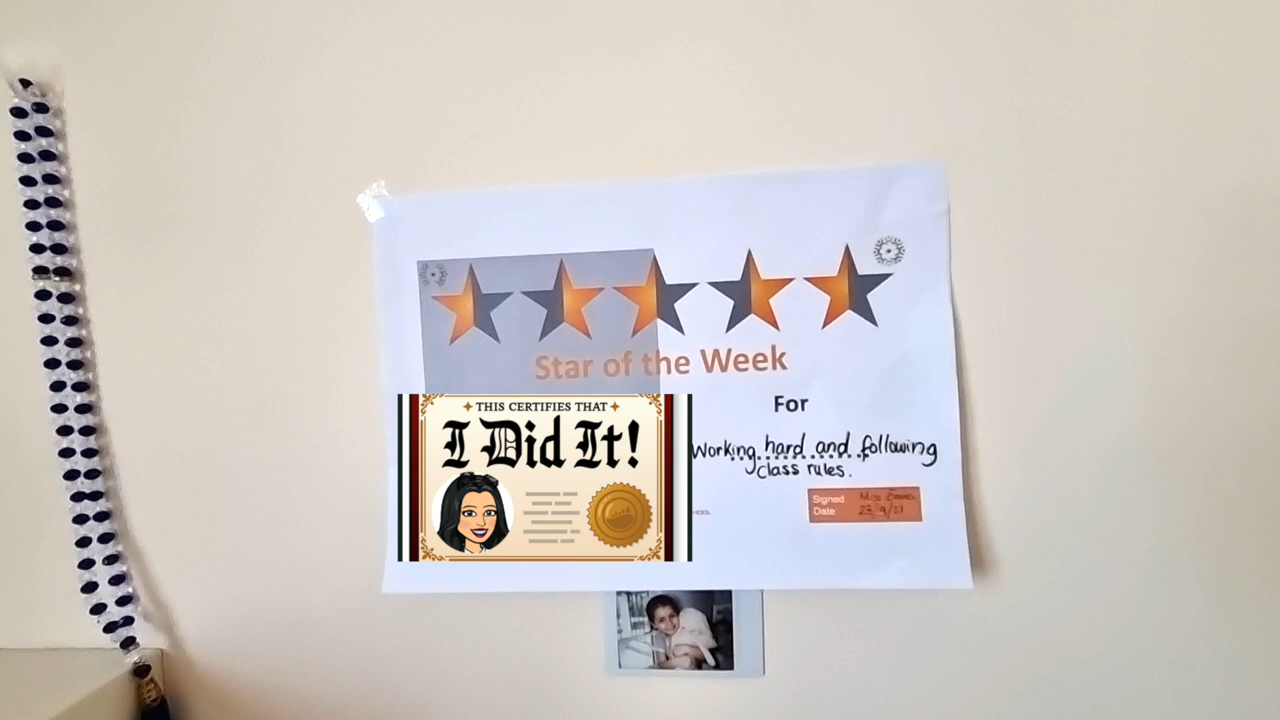 Star of the Week
THIS CERTIFIES THAT
I Did It!
For
Working hard and following
class rules.
Signed Miss
Date: 23/9/21